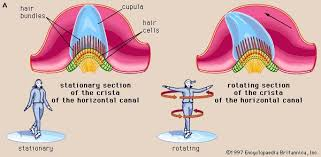 A
hair
bundles
cupula
hair
cells
stationary section
of the crista
of the horizontal canal
rotating section
of the crista
of the horizontal canal
stationary
rotating
©1997 Encyclopaedia Britannica, Inc.